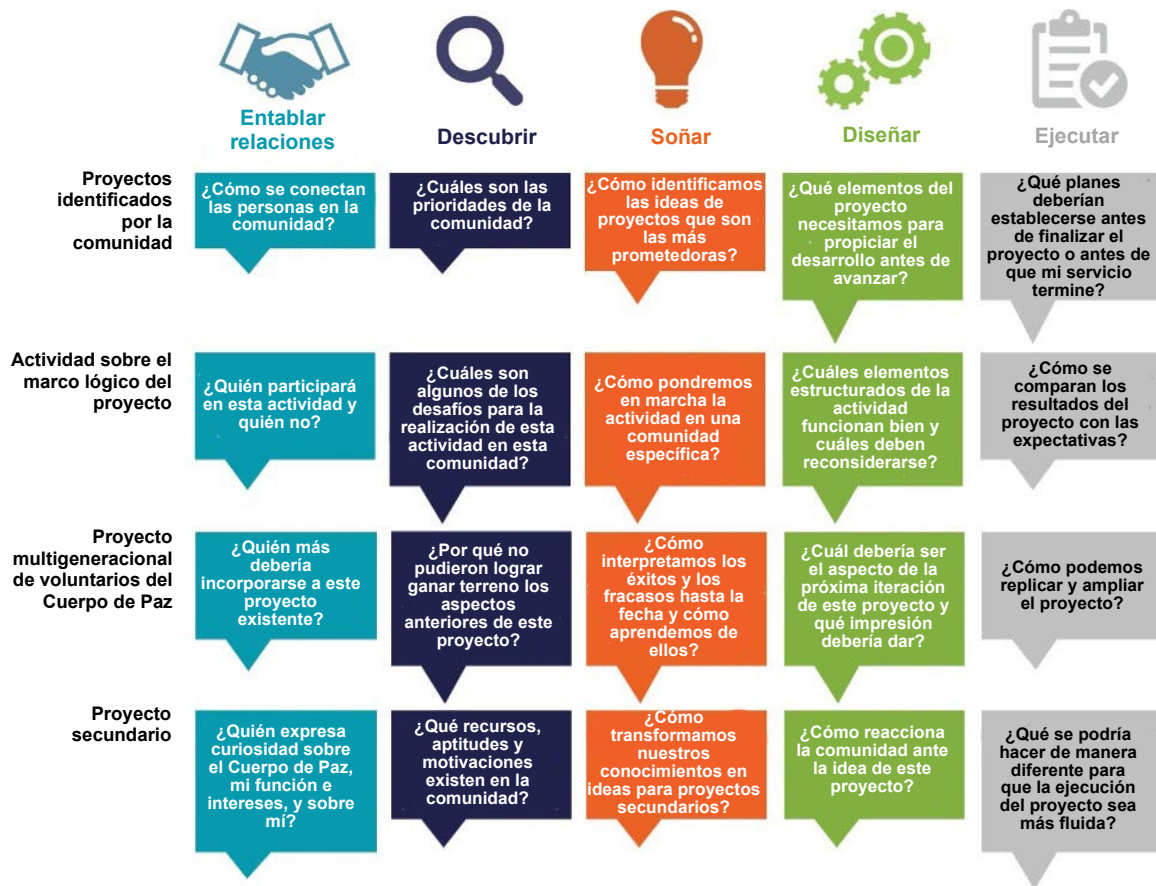 Entablar
relaciones
Descubrir
Soñar
Diseñar
Ejecutar
Proyectos
identificados
por la
comunidad
¿Cómo se conectan
las personas en la
comunidad?
¿Cuáles son las
prioridades de la
comunidad?
¿Cómo identificamos
las ideas de
proyectos que son
las más
prometedoras?
¿Qué elementos del
proyecto
necesitamos para
propiciar el
desarrollo antes de
avanzar?
¿Qué planes
deberían
establecerse antes
de finalizar el
proyecto o antes de
que mi servicio
termine?
Actividad sobre el
marco lógico del
proyecto
¿Quién participará
en esta actividad y
quién no?
¿Cuáles son
algunos de los
desafíos para la
realización de esta
actividad en esta
comunidad?
¿Cómo pondremos
en marcha la
actividad en una
comunidad
específica?
¿Cuáles elementos
estructurados de la
actividad
funcionan bien y
cuáles deben
reconsiderarse?
¿Cómo se
comparan los
resultados del
proyecto con las
expectativas?
Proyecto
multigeneracional
de voluntarios del
Cuerpo de Paz
¿Quién más
debería
incorporarse a este
proyecto
existente?
¿Por qué no
pudieron lograr
ganar terreno los
aspectos
anteriores de este
proyecto?
¿Cómo
interpretamos los
éxitos y los
fracasos hasta la
fecha y cómo
aprendemos de
ellos?
¿Cuál debería ser
el aspecto de la
próxima iteración
de este proyecto y
qué impresión
debería dar?
¿Cómo podemos
replicar y ampliar
el proyecto?
Proyecto
secundario
¿Quién expresa
curiosidad sobre
el Cuerpo de Paz,
mi función e
intereses, y sobre
mí?
¿Qué recursos,
aptitudes y
motivaciones
existen en la
comunidad?
¿Cómo
transformamos
nuestros
conocimientos en
ideas para proyectos
secundarios?
¿Cómo reacciona
la comunidad ante
la idea de este
proyecto?
¿Qué se podría
hacer de manera
diferente para
que la ejecución
del proyecto sea
más fluida?